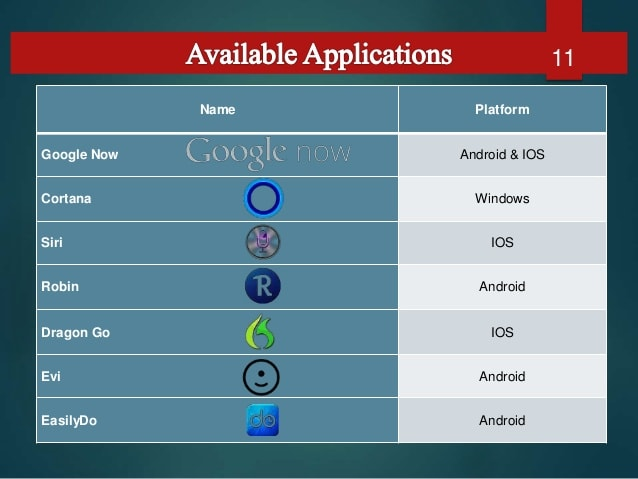 Available Applications
11
Name Platform
Google Now Google now Android & IOS
Cortana Windows
Siri IOS
Robin R Android
Dragon Go IOS
Evi Android
EasilyDo do Android